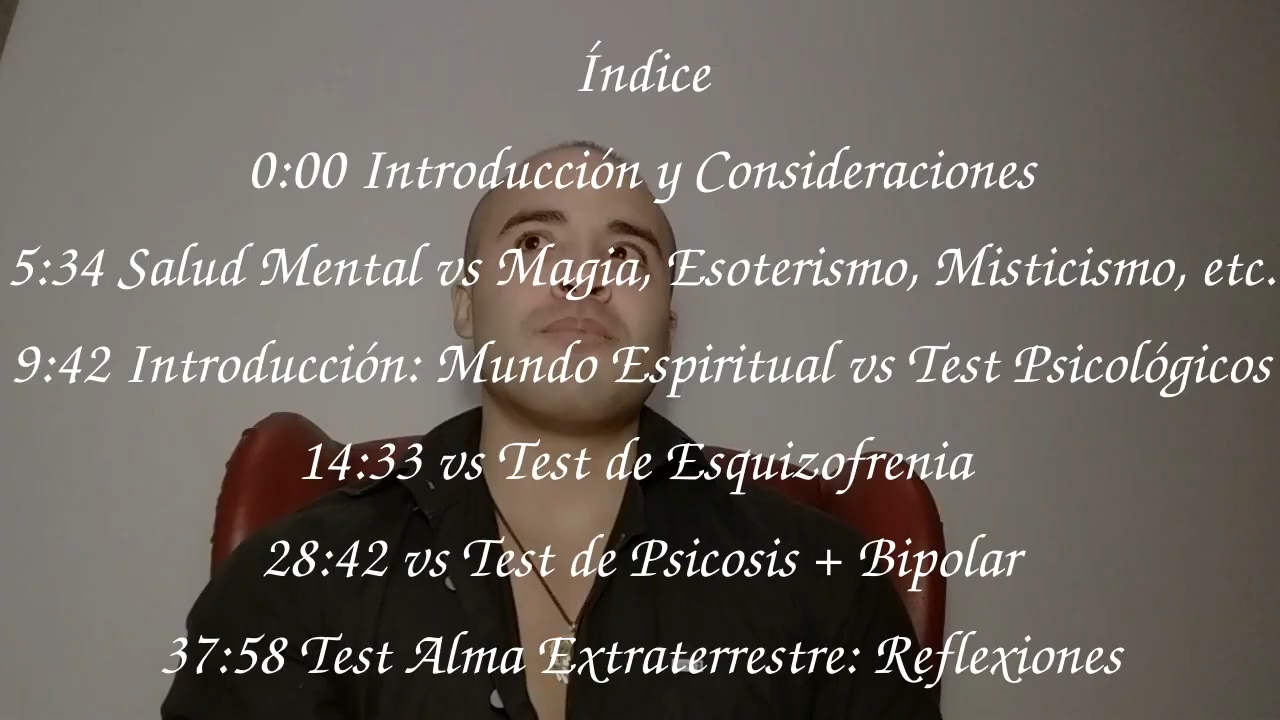 Índice
0:00 Introducción y Consideraciones
5:34 Salud Mental vs Magia, Esoterismo, Misticismo, etc.
9:42 Introducción: Mundo Espiritual vs Test Psicológicos
14:33 vs Test de Esquizofrenia
28:42 vs Test de Psicosis + Bipolar
37:58 Test Alma Extraterrestre: Reflexiones